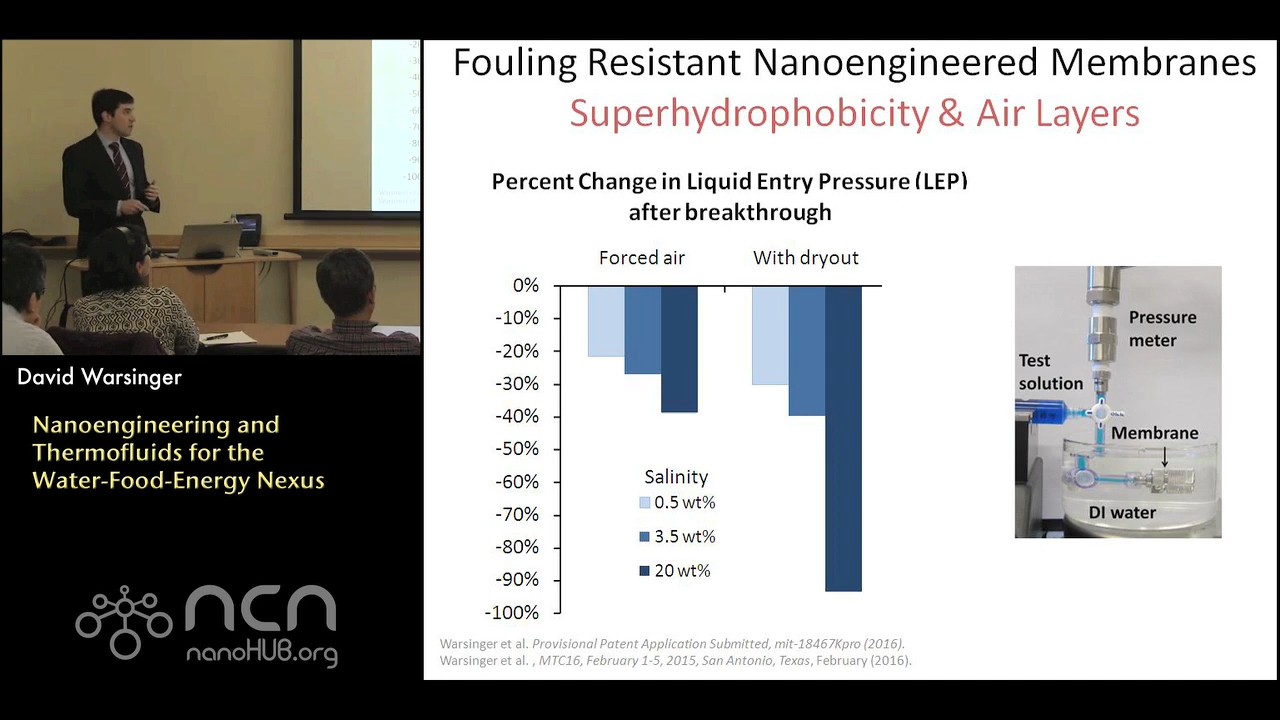 Fouling Resistant Nanoengineered Membranes
Superhydrophobicity & Air Layers
Percent Change in Liquid Entry Pressure (LEP)
after breakthrough
Forced air
With dryout
0%
-10%
-20%
-30%
-40%
-50%
-60%
-70%
-80%
-90%
-100%
Salinity
0.5 wt%
3.5 wt%
20 wt%
Pressure
meter
Test
solution
Membrane
DI water
Warsinger et al. Provisional Patent Application Submitted, mit-18467Kpro (2016).
Warsinger et al. , MTC16, February 1-5, 2015, San Antonio, Texas, February (2016).
David Warsinger
Nanoengineering and
Thermofluids for the
Water-Food-Energy Nexus
ncn
nanoHUB.org